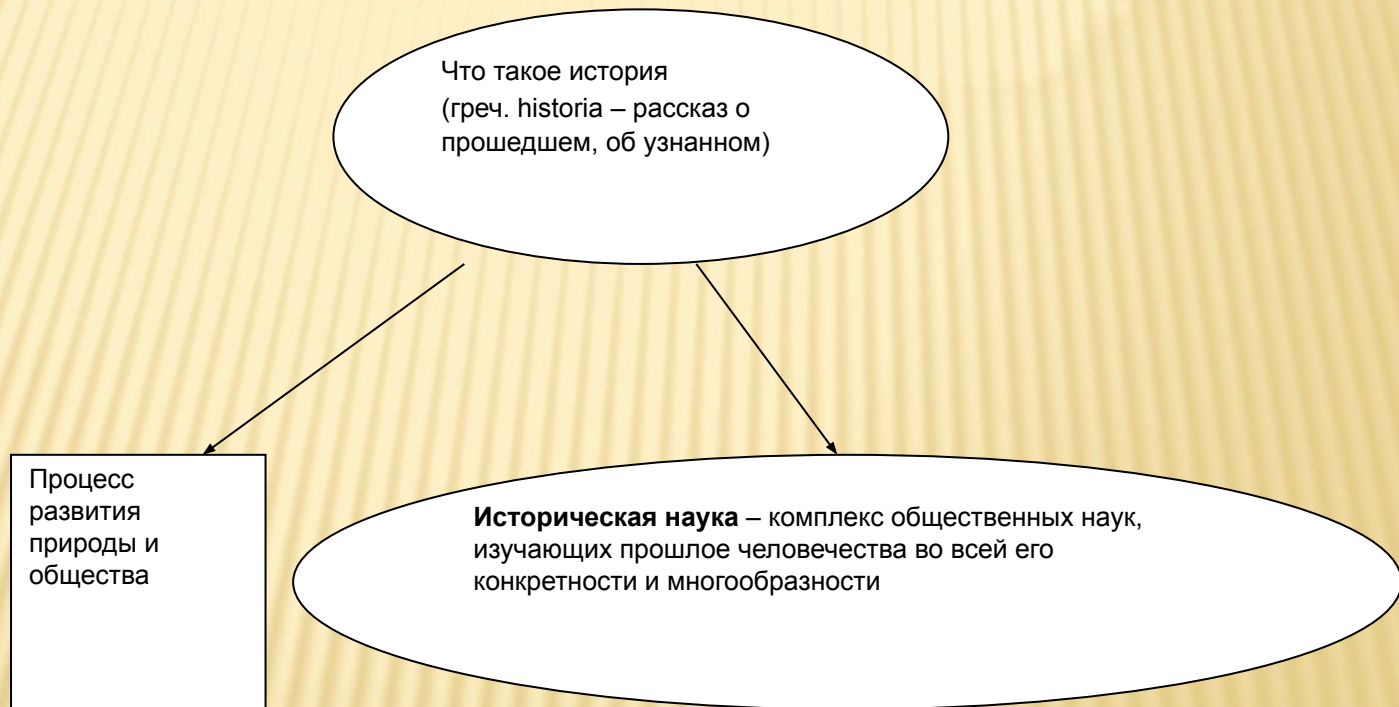 Что такое история
(греч. historia – рассказ о
прошедшем, об узнанном)
Процесс
развития
природы и
общества
Историческая наука – комплекс общественных наук,
изучающих прошлое человечества во всей его
конкретности и многообразности